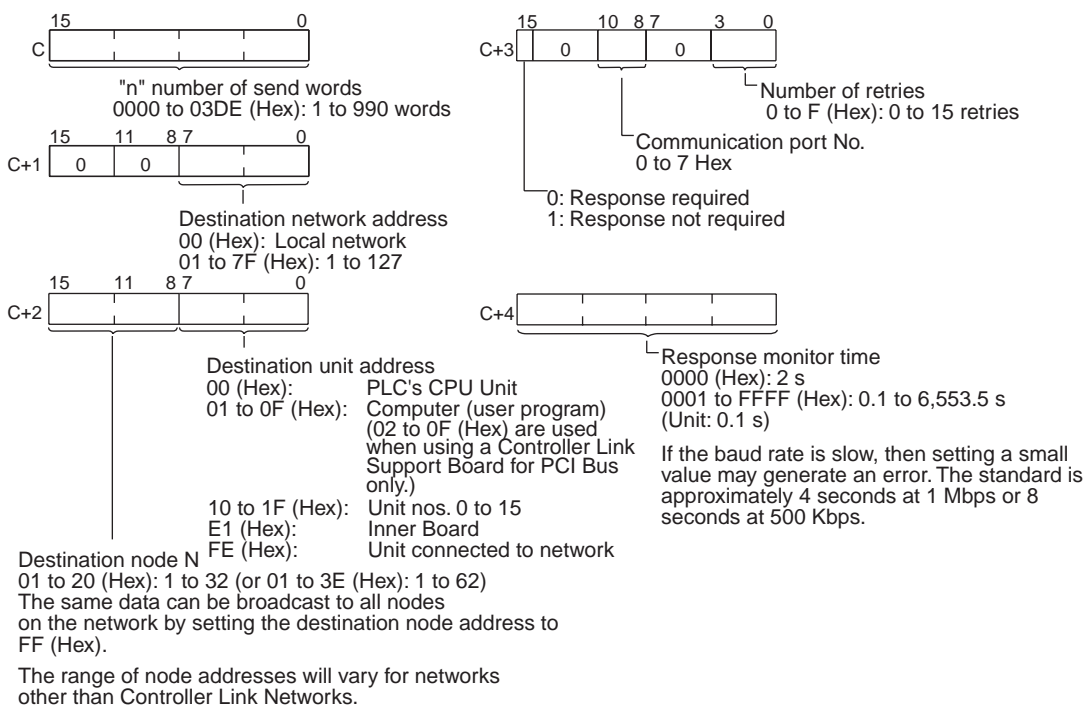 15 0
C
"n" number of send words
0000 to 03DE (Hex): 1 to 990 words
15 11 8 7 0
C+1 0 0
Destination network address
00 (Hex): Local network
01 to 7F (Hex): 1 to 127
15 11 8 7 0
C+2
Destination unit address
00 (Hex): PLC's CPU Unit
01 to 0F (Hex): Computer (user program)
(02 to 0F (Hex) are used
when using a Controller Link
Support Board for PCI Bus
only.)
10 to 1F (Hex): Unit nos. 0 to 15
E1 (Hex): Inner Board
FE (Hex): Unit connected to network
Destination node N
01 to 20 (Hex): 1 to 32 (or 01 to 3E (Hex): 1 to 62)
The same data can be broadcast to all nodes
on the network by setting the destination node address to
FF (Hex).
The range of node addresses will vary for networks
other than Controller Link Networks.
15 10 8 7 3 0
C+3 0 0
Number of retries
0 to F (Hex): 0 to 15 retries
Communication port No.
0 to 7 Hex
0: Response required
1: Response not required
C+4
Response monitor time
0000 (Hex): 2 s
0001 to FFFF (Hex): 0.1 to 6,553.5 s
(Unit: 0.1 s)
If the baud rate is slow, then setting a small
value may generate an error. The standard is
approximately 4 seconds at 1 Mbps or 8
seconds at 500 Kbps.